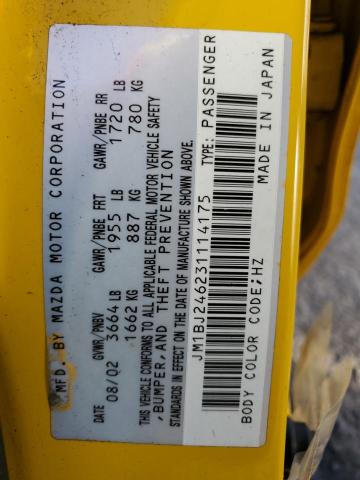 MFD. BY MAZDA MOTOR CORPORATION
GVWR/PNBV GAWR/PNBE FRT GAWR/PNBE RR
DATE 08/02 3664 LB 1955 LB 1720 LB
1662 KG 887 KG 780 KG
THIS VEHICLE CONFORMS TO ALL APPLICABLE FEDERAL MOTOR VEHICLE SAFETY
, BUMPER, AND THEFT PREVENTION
STANDARDS IN EFFECT ON THE DATE OF MANUFACTURE SHOWN ABOVE.
JM1BJ246231114175 TYPE: PASSENGER
BODY COLOR CODE;HZ MADE IN JAPAN